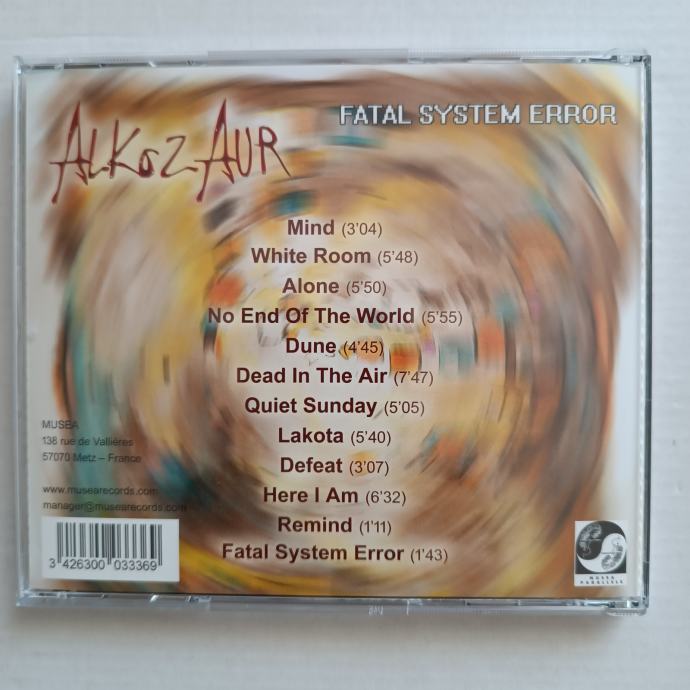 ALKOZAUR
FATAL SYSTEM ERROR
Mind (3'04)
White Room (5'48)
Alone (5'50)
No End Of The World (5'55)
Dune (4'45)
Dead In The Air (7'47)
Quiet Sunday (5'05)
Lakota (5'40)
Defeat (3'07)
Here I Am (6'32)
Remind (1'11)
Fatal System Error (1'43)
MUSEA
138 rue de Vallières
57070 Metz – France
www.musearecords.com
manager@musearecords.com
3 426300 033369
MUSEA
PARALLELE